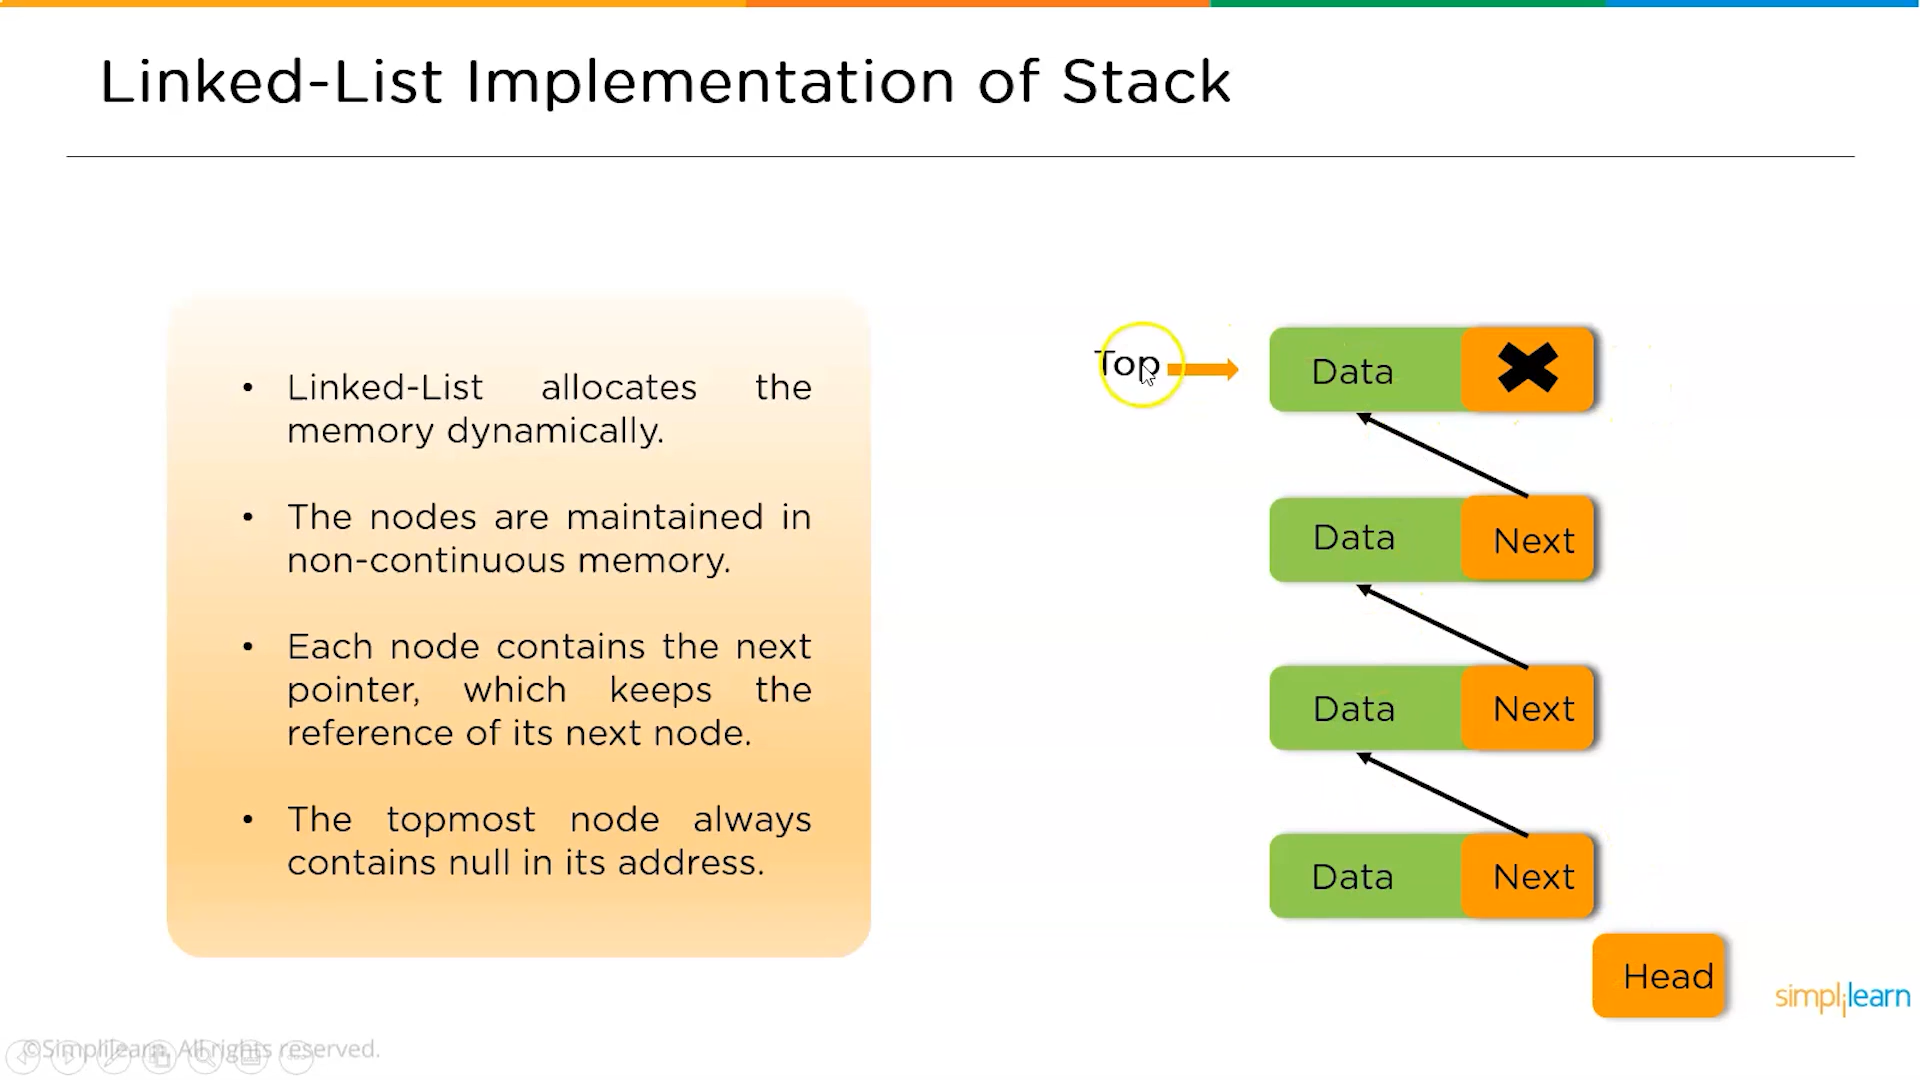 Linked-List Implementation of Stack
• Linked-List allocates the
memory dynamically.
• The nodes are maintained in
non-continuous memory.
• Each node contains the next
pointer, which keeps the
reference of its next node.
• The topmost node always
contains null in its address.
Top
Data
Data Next
Data Next
Data Next
Head
simplilearn
©Simplilearn. All rights reserved.